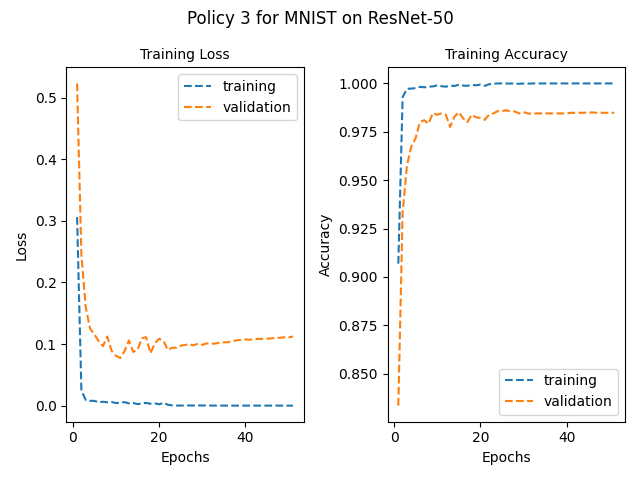 Policy 3 for MNIST on ResNet-50
Training Loss
training
validation
0.5
0.4
0.3
0.2
0.1
0.0
Loss
0
20
40
Epochs
Training Accuracy
1.000
0.975
0.950
0.925
0.900
0.875
0.850
Accuracy
training
validation
0
20
40
Epochs